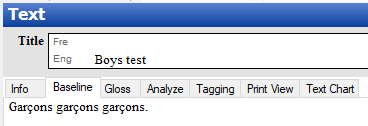 Text
Title Fre
Eng Boys test
Info Baseline Gloss Analyze Tagging Print View Text Chart
Garçons garçons garçons.